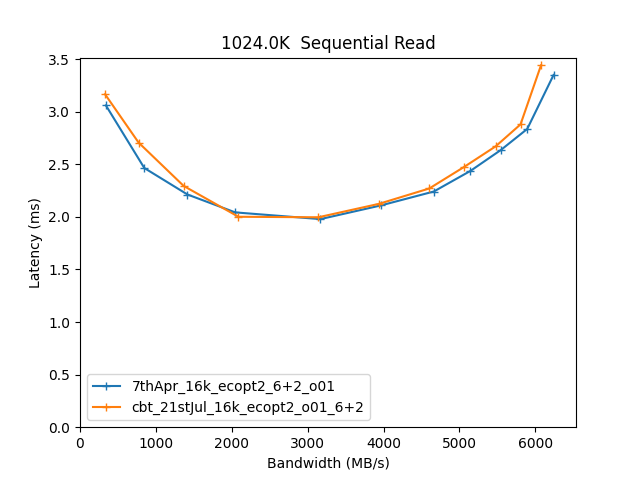 1024.0K  Sequential Read
3.5
3.0
2.5
2.0
1.5
1.0
0.5
0.0
Latency (ms)
7thApr_16k_ecopt2_6+2_o01
cbt_21stJul_16k_ecopt2_o01_6+2
0 1000 2000 3000 4000 5000 6000
Bandwidth (MB/s)